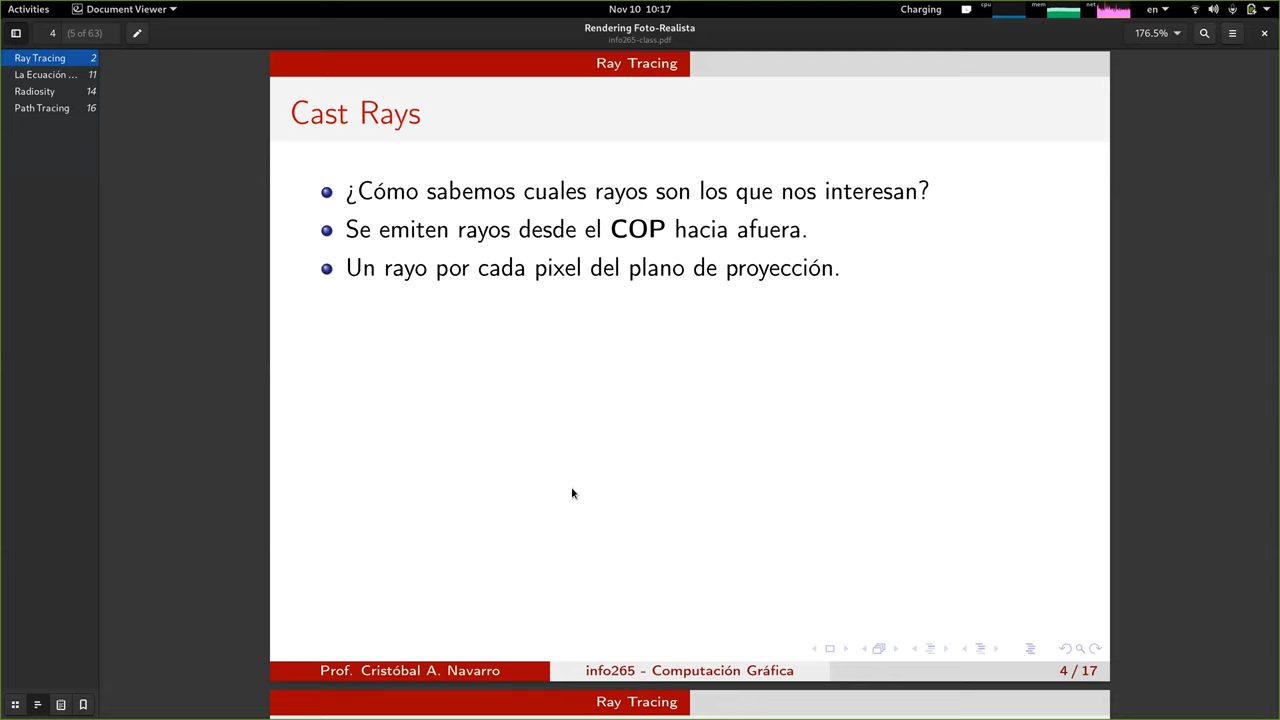 Activities
Document Viewer
Nov 10 10:17
Charging
cpu
mem
net
en
4
(5 of 63)
Rendering Foto-Realista
info265-class.pdf
176.5%
Ray Tracing 2
La Ecuación ... 11
Radiosity 14
Path Tracing 16
Ray Tracing
Cast Rays
¿Cómo sabemos cuales rayos son los que nos interesan?
Se emiten rayos desde el COP hacia afuera.
Un rayo por cada pixel del plano de proyección.
Prof. Cristóbal A. Navarro
info265 - Computación Gráfica
4 / 17
Ray Tracing